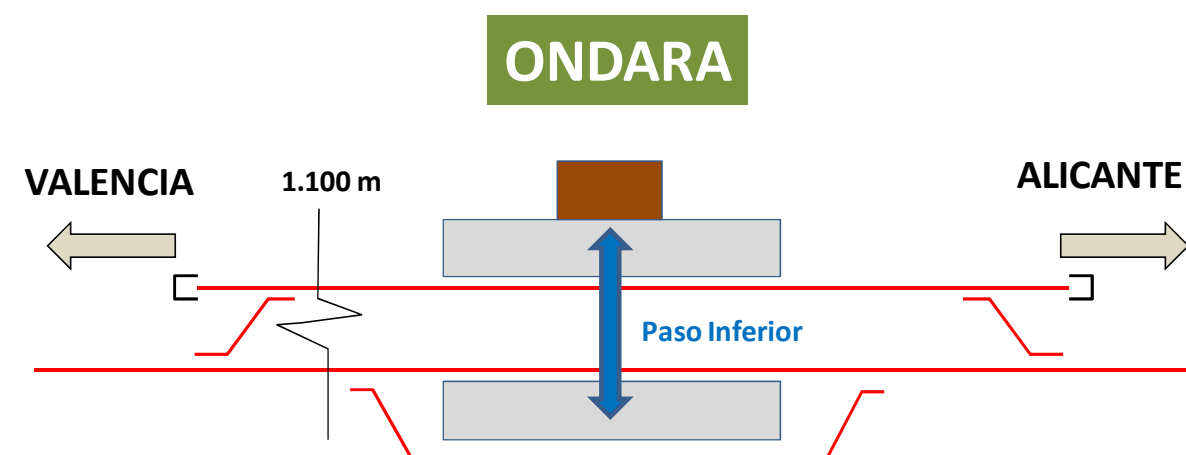 ONDARA
VALENCIA
1.100 m
ALICANTE
Paso Inferior